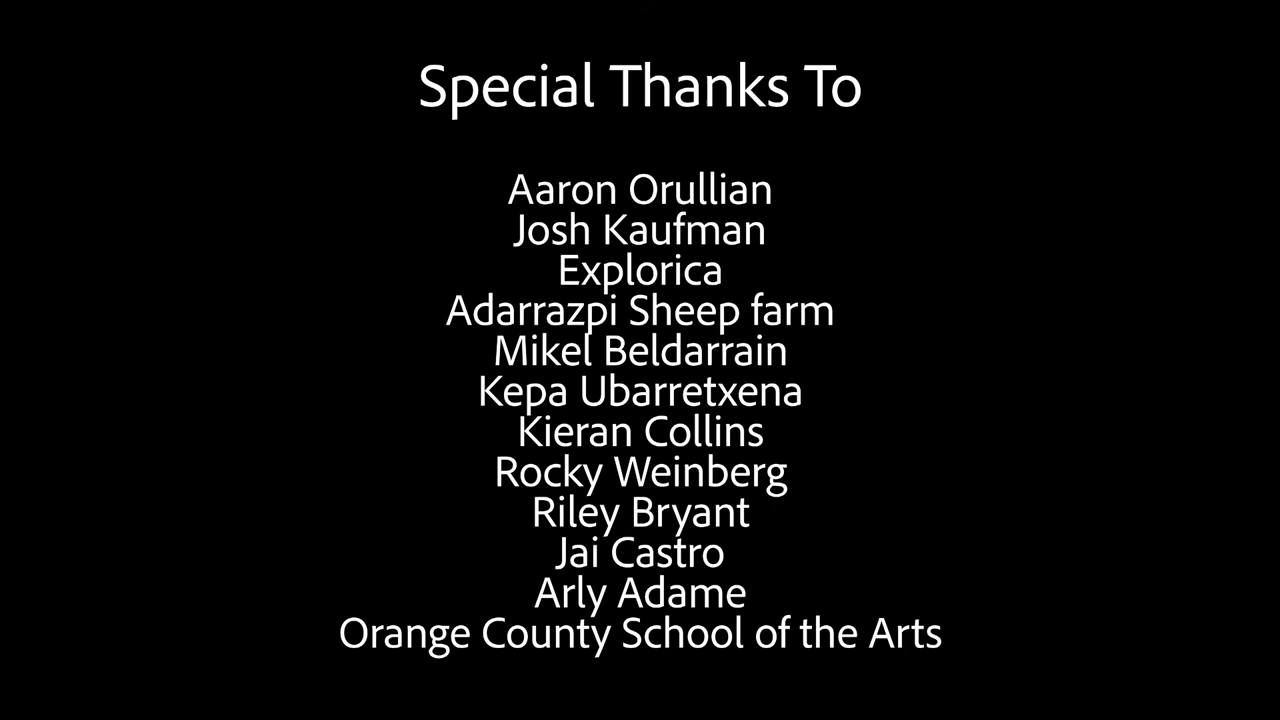 Special Thanks To
Aaron Orullian
Josh Kaufman
Explorica
Adarrazpi Sheep farm
Mikel Beldarrain
Kepa Ubarretxena
Kieran Collins
Rocky Weinberg
Riley Bryant
Jai Castro
Arly Adame
Orange County School of the Arts